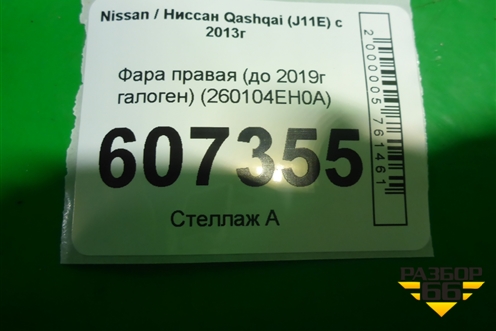 Nissan / Ниссан Qashqai (J11E) с
2013г
Фара правая (до 2019г
галоген) (260104EH0A)
607355
Стеллаж А
2000005761461
РАЗБОР
66